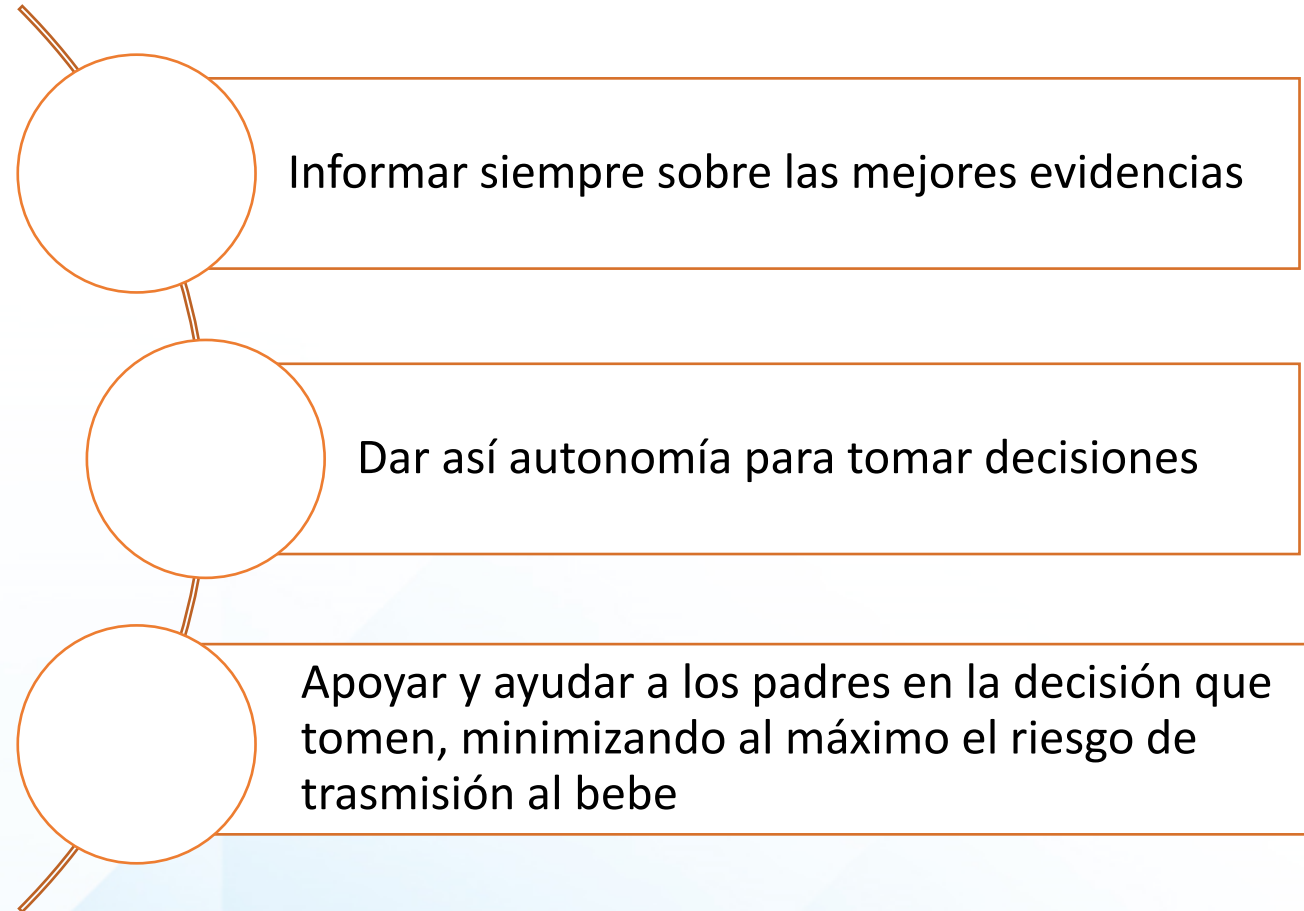 Informar siempre sobre las mejores evidencias
Dar así autonomía para tomar decisiones
Apoyar y ayudar a los padres en la decisión que
tomen, minimizando al máximo el riesgo de
trasmisión al bebe